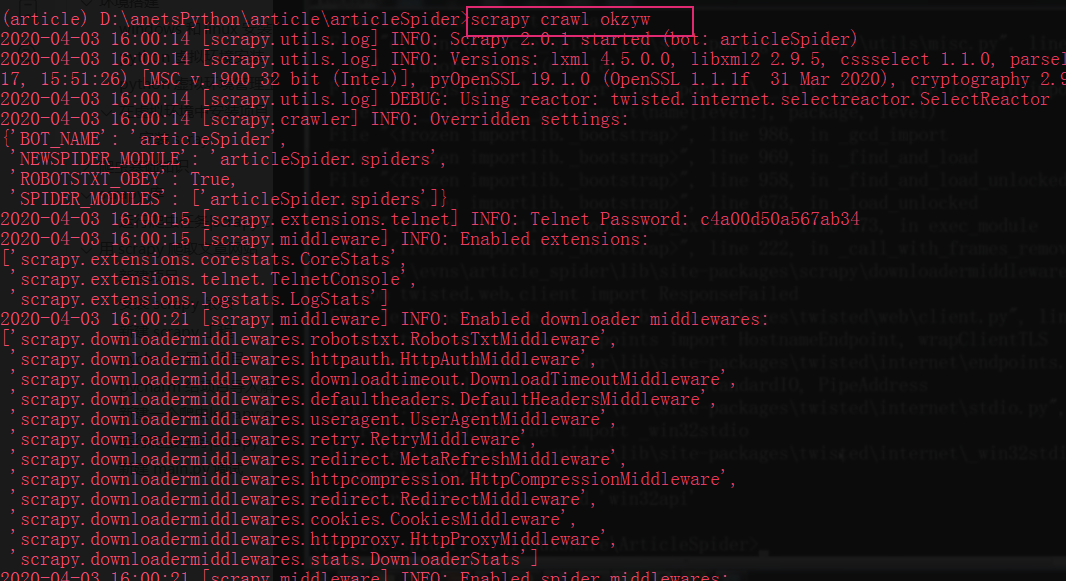 (article) D:\anetsPython\article\articleSpider>scrapy crawl okzyw
2020-04-03 16:00:14 [scrapy.utils.log] INFO: Scrapy 2.0.1 started (bot: articleSpider)
2020-04-03 16:00:14 [scrapy.utils.log] INFO: Versions: lxml 4.5.0.0, libxml2 2.9.5, cssselect 1.1.0, parsel
17, 15:51:26) [MSC v.1900 32 bit (Intel)], pyOpenSSL 19.1.0 (OpenSSL 1.1.1f  31 Mar 2020), cryptography 2.9
2020-04-03 16:00:14 [scrapy.utils.log] DEBUG: Using reactor: twisted.internet.selectreactor.SelectReactor
2020-04-03 16:00:14 [scrapy.crawler] INFO: Overridden settings:
{'BOT_NAME': 'articleSpider',
 'NEWSPIDER_MODULE': 'articleSpider.spiders',
 'ROBOTSTXT_OBEY': True,
 'SPIDER_MODULES': ['articleSpider.spiders']}
2020-04-03 16:00:15 [scrapy.extensions.telnet] INFO: Telnet Password: c4a00d50a567ab34
2020-04-03 16:00:15 [scrapy.middleware] INFO: Enabled extensions:
['scrapy.extensions.corestats.CoreStats',
 'scrapy.extensions.telnet.TelnetConsole',
 'scrapy.extensions.logstats.LogStats']
2020-04-03 16:00:21 [scrapy.middleware] INFO: Enabled downloader middlewares:
['scrapy.downloadermiddlewares.robotstxt.RobotsTxtMiddleware',
 'scrapy.downloadermiddlewares.httpauth.HttpAuthMiddleware',
 'scrapy.downloadermiddlewares.downloadtimeout.DownloadTimeoutMiddleware',
 'scrapy.downloadermiddlewares.defaultheaders.DefaultHeadersMiddleware',
 'scrapy.downloadermiddlewares.useragent.UserAgentMiddleware',
 'scrapy.downloadermiddlewares.retry.RetryMiddleware',
 'scrapy.downloadermiddlewares.redirect.MetaRefreshMiddleware',
 'scrapy.downloadermiddlewares.httpcompression.HttpCompressionMiddleware',
 'scrapy.downloadermiddlewares.redirect.RedirectMiddleware',
 'scrapy.downloadermiddlewares.cookies.CookiesMiddleware',
 'scrapy.downloadermiddlewares.httpproxy.HttpProxyMiddleware',
 'scrapy.downloadermiddlewares.stats.DownloaderStats']
2020-04-03 16:00:21 [scrapy.middleware] INFO: Enabled spider middlewares: